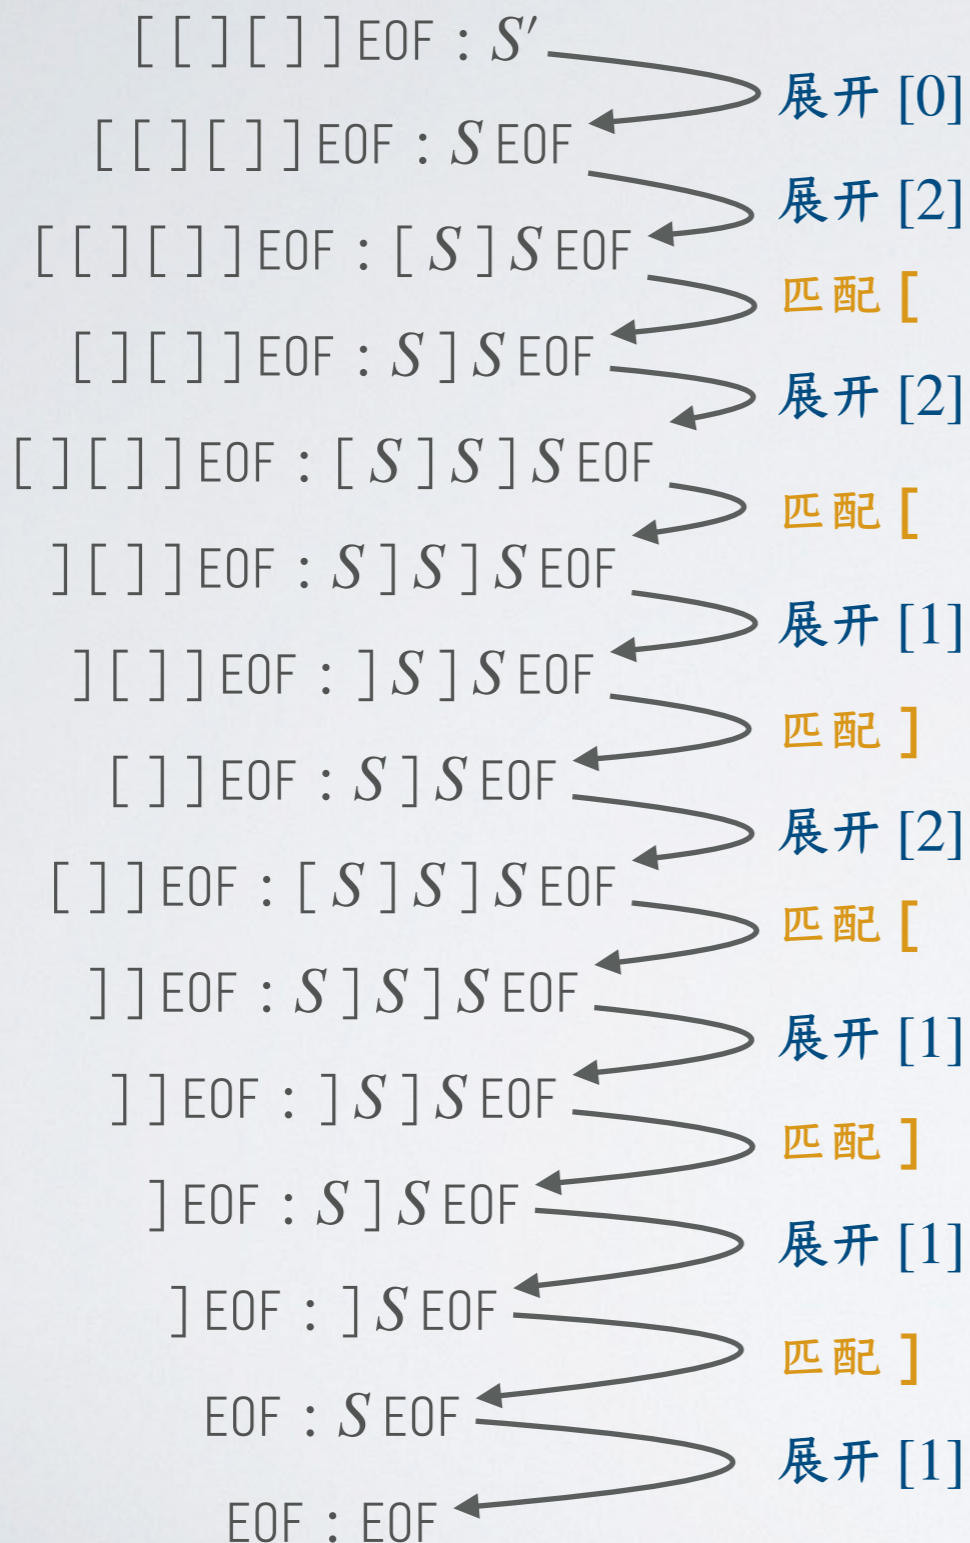 [ [ ] [ ] ] EOF : S′
展开 [0]
[ [ ] [ ] ] EOF : S EOF
展开 [2]
[ [ ] [ ] ] EOF : [ S ] S EOF
匹配 [
[ ] [ ] ] EOF : S ] S EOF
展开 [2]
[ ] [ ] ] EOF : [ S ] S ] S EOF
匹配 [
] [ ] ] EOF : S ] S ] S EOF
展开 [1]
] [ ] ] EOF : ] S ] S EOF
匹配 ]
[ ] ] EOF : S ] S EOF
展开 [2]
[ ] ] EOF : [ S ] S ] S EOF
匹配 [
] ] EOF : S ] S ] S EOF
展开 [1]
] ] EOF : ] S ] S EOF
匹配 ]
] EOF : S ] S EOF
展开 [1]
] EOF : ] S EOF
匹配 ]
EOF : S EOF
展开 [1]
EOF : EOF